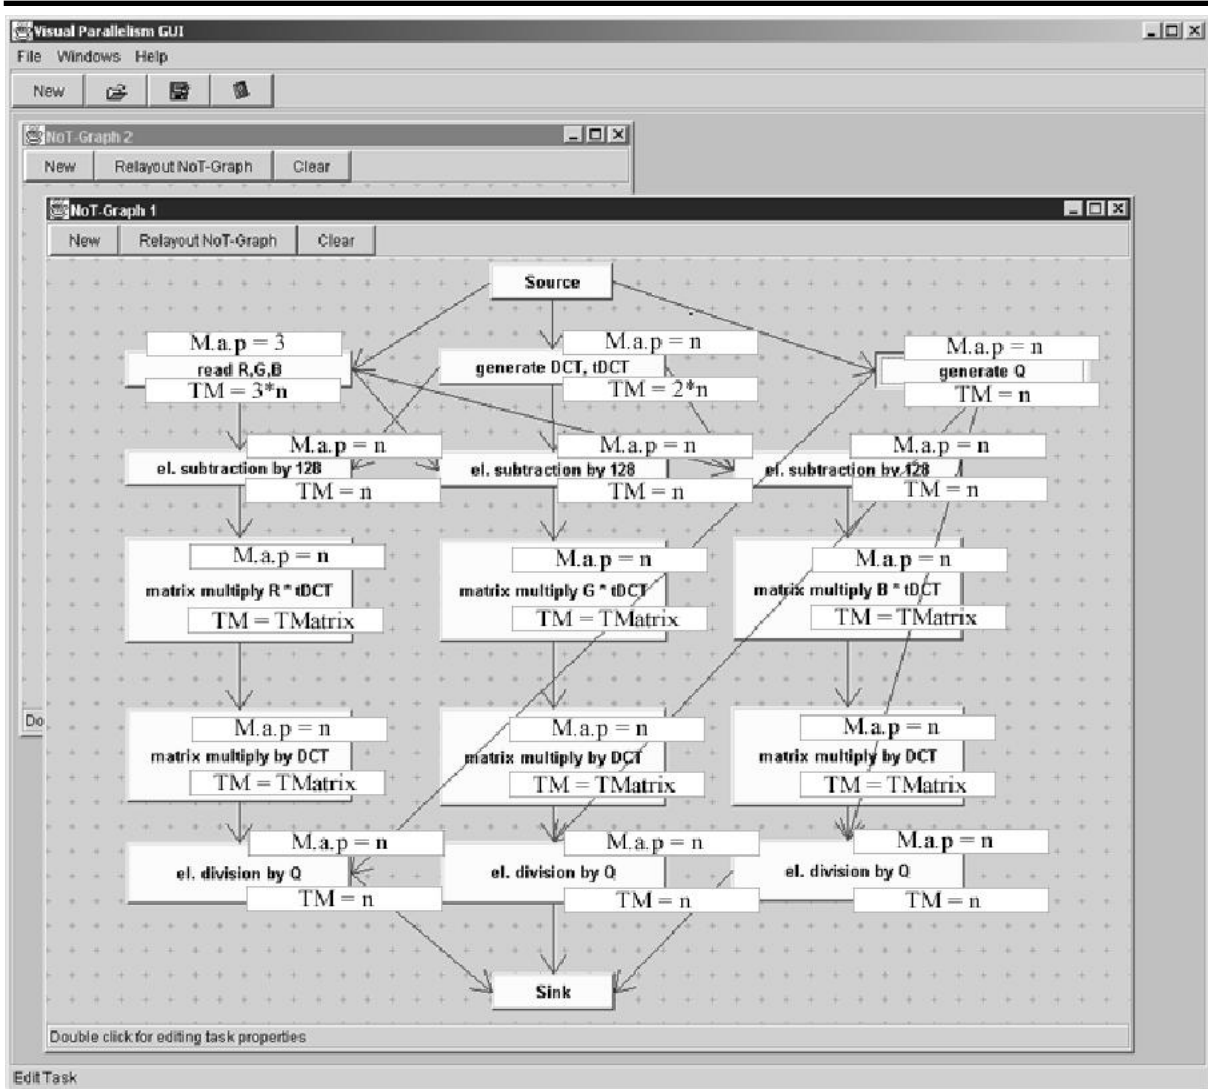 Visual Parallelism GUI
File Windows Help
New
NoT-Graph 2
New Relayout NoT-Graph Clear
NoT-Graph 1
New Relayout NoT-Graph Clear
Source
M.a.p = 3 M.a.p = n M.a.p = n
read R,G,B generate DCT, tDCT generate Q
TM = 3*n TM = 2*n TM = n
M.a.p = n M.a.p = n M.a.p = n
el. subtraction by 128 el. subtraction by 128 el. subtraction by 128
TM = n TM = n TM = n
M.a.p = n M.a.p = n M.a.p = n
matrix multiply R * tDCT matrix multiply G * tDCT matrix multiply B * tDCT
TM = TMatrix TM = TMatrix TM = TMatrix
M.a.p = n M.a.p = n M.a.p = n
Do
matrix multiply by DCT matrix multiply by DCT matrix multiply by DCT
TM = TMatrix TM = TMatrix TM = TMatrix
M.a.p = n M.a.p = n M.a.p = n
el. division by Q el. division by Q el. division by Q
TM = n TM = n TM = n
Sink
Double click for editing task properties
Edit Task